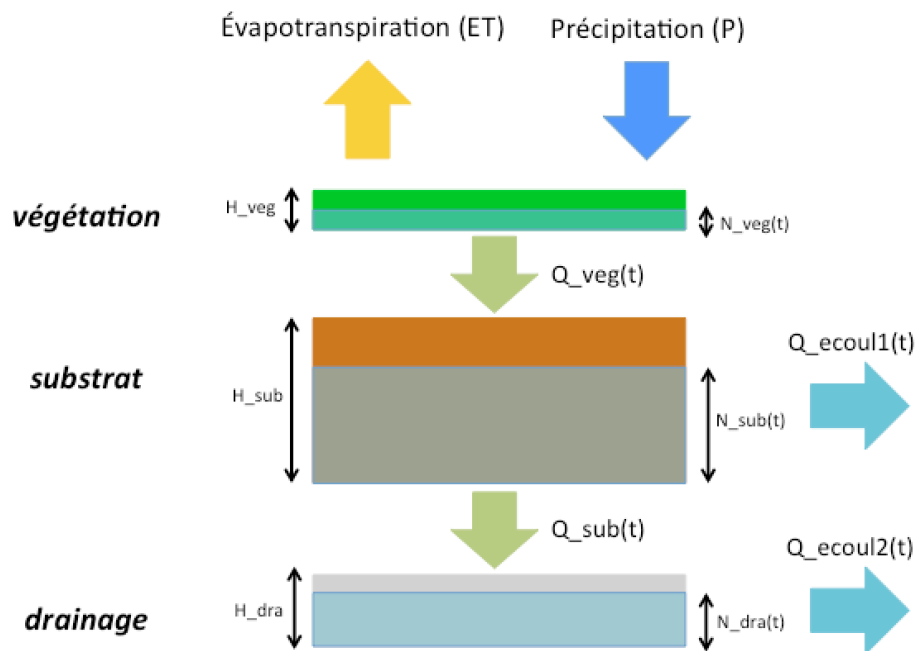 Évapotranspiration (ET)
Précipitation (P)
végétation
H_veg
N_veg(t)
Q_veg(t)
substrat
H_sub
N_sub(t)
Q_ecoul1(t)
Q_sub(t)
drainage
H_dra
N_dra(t)
Q_ecoul2(t)